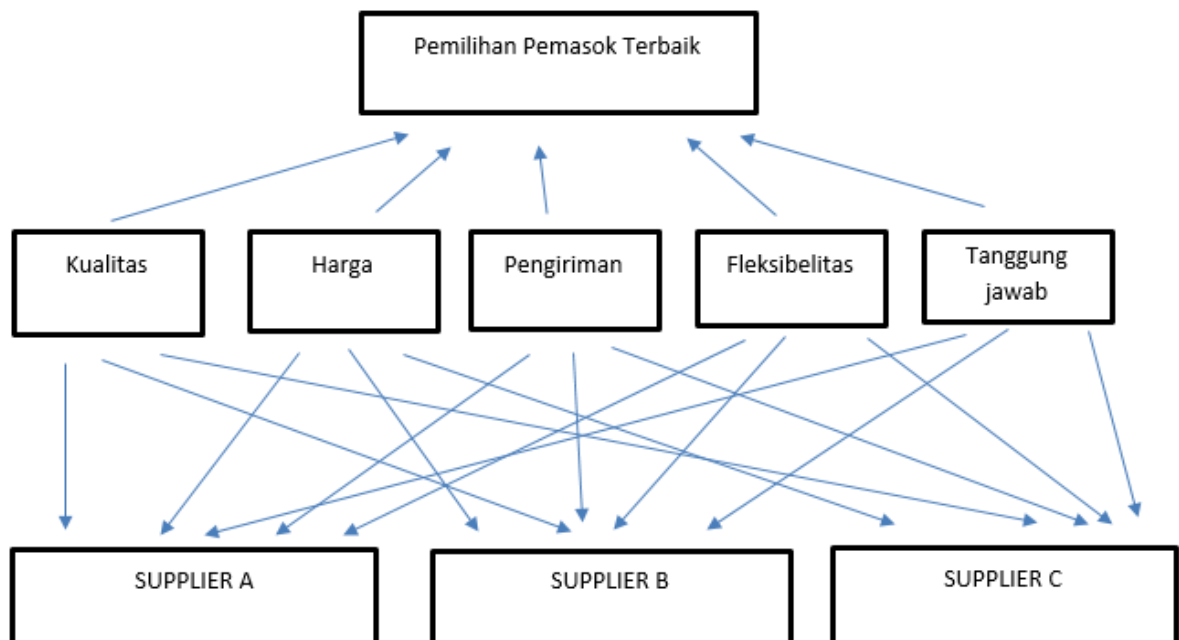 Pemilihan Pemasok Terbaik
Kualitas
Harga
Pengiriman
Fleksibelitas
Tanggung
jawab
SUPPLIER A
SUPPLIER B
SUPPLIER C